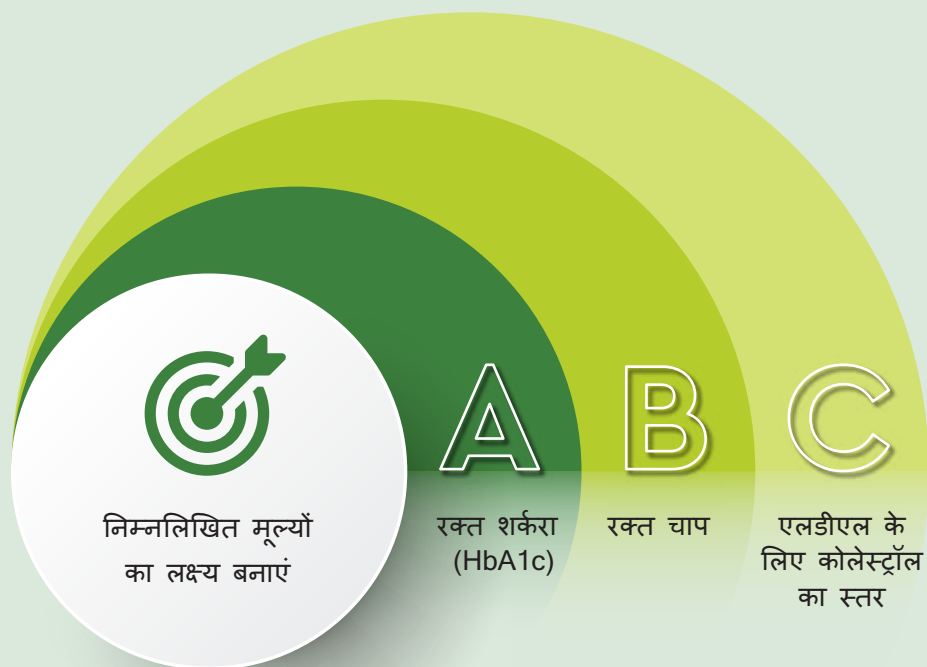 निम्नलिखित मूल्यों
का लक्ष्य बनाएं
A
रक्त शर्करा
(HbA1c)
B
रक्त चाप
C
एलडीएल के
लिए कोलेस्ट्रॉल
का स्तर